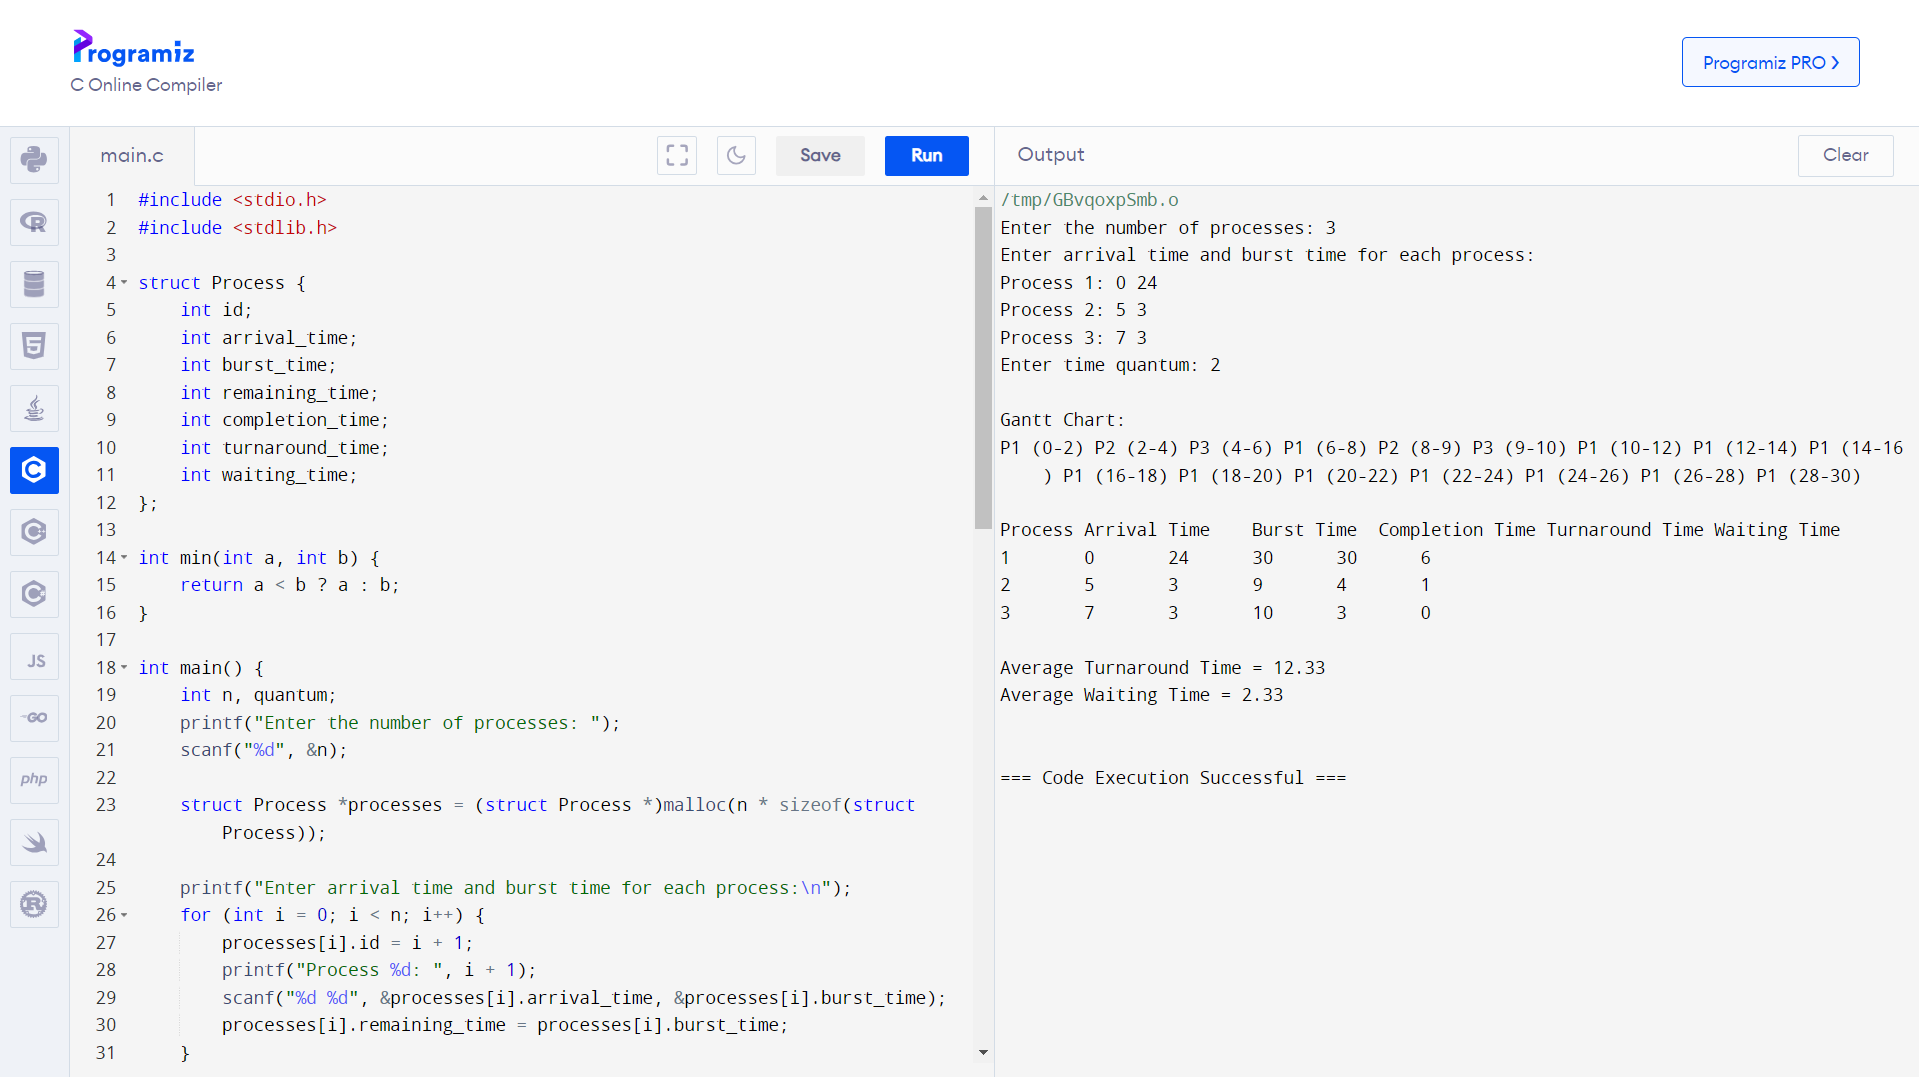 Programiz
C Online Compiler
Programiz PRO
main.c
Save
Run
Output
Clear
JS
GO
php
1 #include <stdio.h>
2 #include <stdlib.h>
3
4 struct Process {
5 int id;
6 int arrival_time;
7 int burst_time;
8 int remaining_time;
9 int completion_time;
10 int turnaround_time;
11 int waiting_time;
12 };
13
14 int min(int a, int b) {
15 return a < b ? a : b;
16 }
17
18 int main() {
19 int n, quantum;
20 printf("Enter the number of processes: ");
21 scanf("%d", &n);
22
23 struct Process *processes = (struct Process *)malloc(n * sizeof(struct
Process));
24
25 printf("Enter arrival time and burst time for each process:\n");
26 for (int i = 0; i < n; i++) {
27 processes[i].id = i + 1;
28 printf("Process %d: ", i + 1);
29 scanf("%d %d", &processes[i].arrival_time, &processes[i].burst_time);
30 processes[i].remaining_time = processes[i].burst_time;
31 }
/tmp/GBvqoxpSmb.o
Enter the number of processes: 3
Enter arrival time and burst time for each process:
Process 1: 0 24
Process 2: 5 3
Process 3: 7 3
Enter time quantum: 2
Gantt Chart:
P1 (0-2) P2 (2-4) P3 (4-6) P1 (6-8) P2 (8-9) P3 (9-10) P1 (10-12) P1 (12-14) P1 (14-16
) P1 (16-18) P1 (18-20) P1 (20-22) P1 (22-24) P1 (24-26) P1 (26-28) P1 (28-30)
Process Arrival Time Burst Time Completion Time Turnaround Time Waiting Time
1 0 24 30 30 6
2 5 3 9 4 1
3 7 3 10 3 0
Average Turnaround Time = 12.33
Average Waiting Time = 2.33
=== Code Execution Successful ===